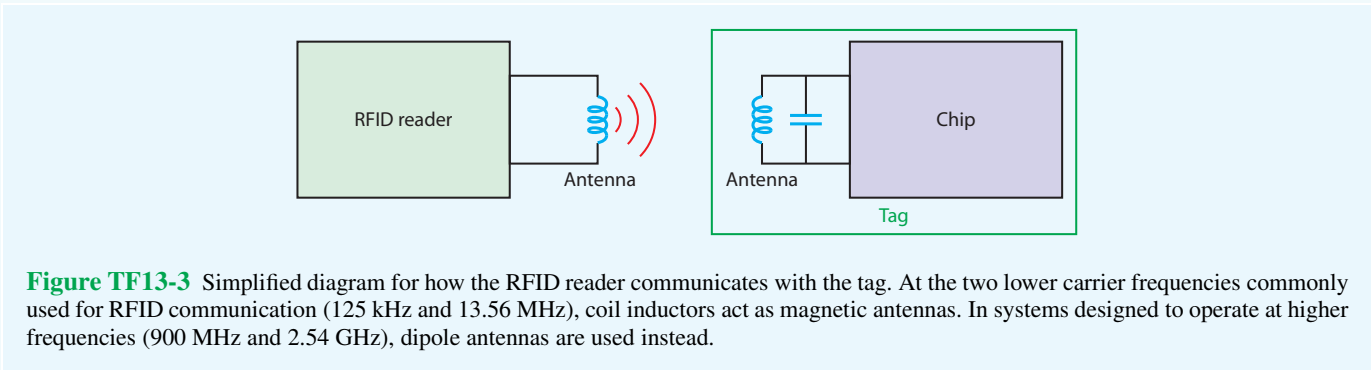 RFID reader
Antenna
Antenna
Chip
Tag
Figure TF13-3 Simplified diagram for how the RFID reader communicates with the tag. At the two lower carrier frequencies commonly
used for RFID communication (125 kHz and 13.56 MHz), coil inductors act as magnetic antennas. In systems designed to operate at higher
frequencies (900 MHz and 2.54 GHz), dipole antennas are used instead.